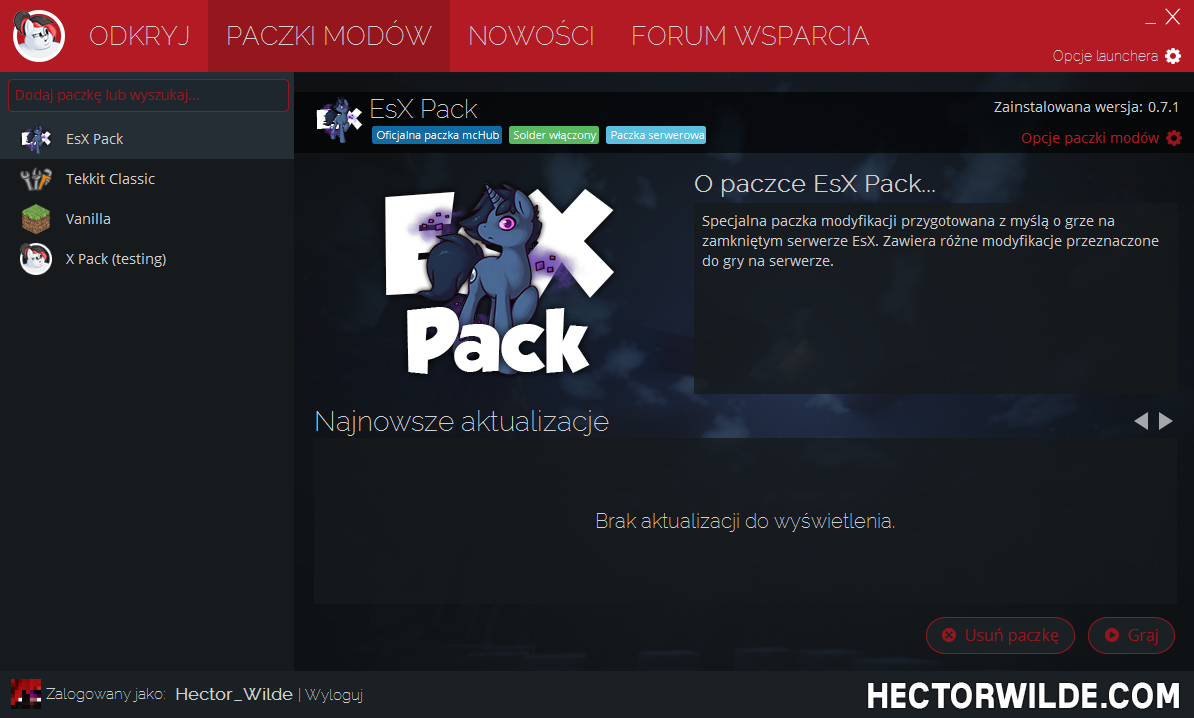 ODKRYJ
PACZKI MODÓW
NOWOŚCI
FORUM WSPARCIA
Opcje launchera
Dodaj paczkę lub wyszukaj...
EsX Pack
Tekkit Classic
Vanilla
X Pack (testing)
EsX Pack
Oficjalna paczka mcHub
Solder włączony
Paczka serwerowa
Zainstalowana wersja: 0.7.1
Opcje paczki modów
EsX
Pack
O paczce EsX Pack...
Specjalna paczka modyfikacji przygotowana z myślą o grze na
zamkniętym serwerze EsX. Zawiera różne modyfikacje przeznaczone
do gry na serwerze.
Najnowsze aktualizacje
Brak aktualizacji do wyświetlenia.
Usuń paczkę
Graj
Zalogowany jako: Hector_Wilde | Wyloguj
HECTORWILDE.COM